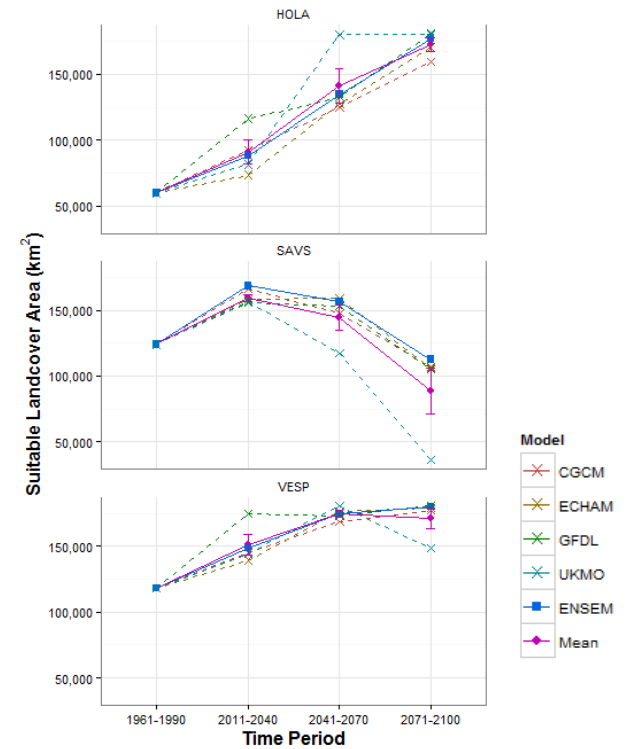 HOLA
150,000
100,000
50,000
SAVS
150,000
100,000
50,000
VESP
150,000
100,000
50,000
1961-1990 2011-2040 2041-2070 2071-2100
Time Period
Suitable Landcover Area (km²)
Model
CGCM
ECHAM
GFDL
UKMO
ENSEM
Mean